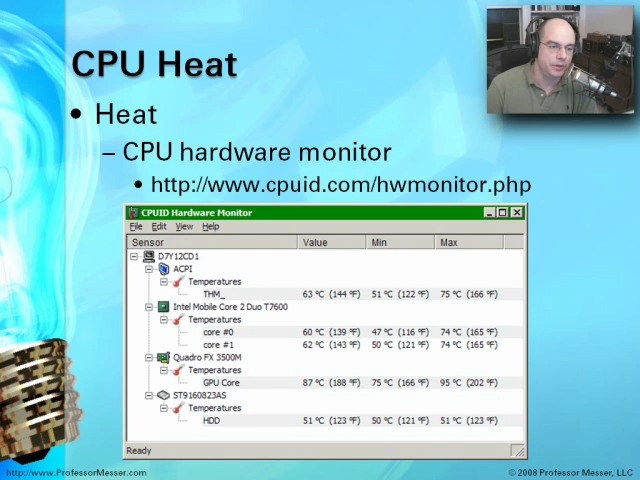 CPU Heat
• Heat
– CPU hardware monitor
• http://www.cpuid.com/hwmonitor.php
CPUID Hardware Monitor
File Edit View Help
Sensor Value Min Max
D7Y12CD1
ACPI
Temperatures
THM_ 63 °C (144 °F) 51 °C (122 °F) 75 °C (166 °F)
Intel Mobile Core 2 Duo T7600
Temperatures
core #0 60 °C (139 °F) 47 °C (116 °F) 74 °C (165 °F)
core #1 62 °C (143 °F) 50 °C (121 °F) 74 °C (165 °F)
Quadro FX 3500M
Temperatures
GPU Core 87 °C (188 °F) 75 °C (166 °F) 95 °C (202 °F)
ST9160823AS
Temperatures
HDD 51 °C (123 °F) 50 °C (121 °F) 51 °C (123 °F)
Ready
http://www.ProfessorMesser.com © 2008 Professor Messer, LLC